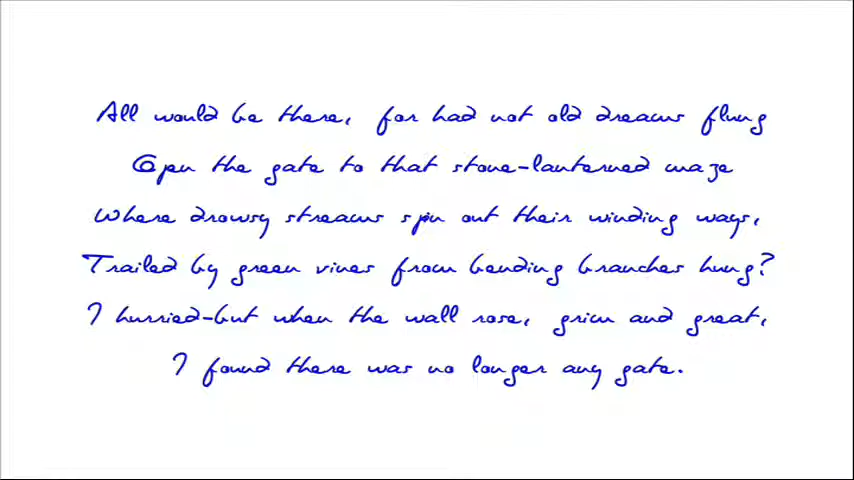 All would be there, for had not old dreams flung
Open the gate to that stone-lanterned maze
Where drowsy streams spin out their winding ways,
Trailed by green vines from bending branches hung?
I hurried-but when the wall rose, grim and great,
I found there was no longer any gate.